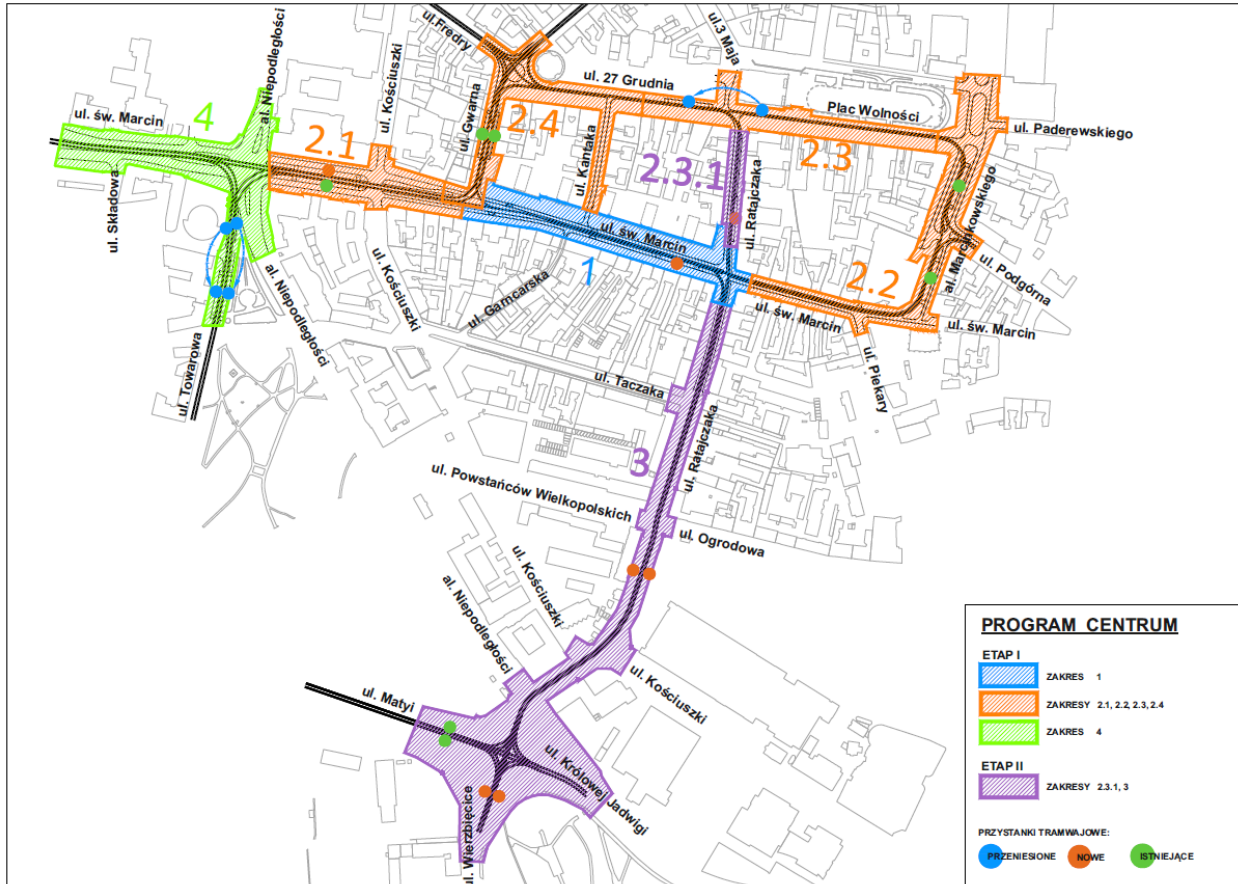 ul.Fredry
ul.3 Maja
al. Niepodległości
ul. Kościuszki
ul. 27 Grudnia
Plac Wolności
ul. Paderewskiego
ul. św. Marcin
4
ul. Gwarna
2.4
2.1
ul. Kantaka
2.3.1
2.3
ul. Składowa
ul. Ratajczaka
al. Marcinkowskiego
ul. św. Marcin
1
ul. Podgórna
ul. Garncarska
2.2
ul. św. Marcin
ul. św. Marcin
al. Niepodległości
ul. Kościuszki
ul. Towarowa
ul. Taczaka
ul. Piekary
ul. Ratajczaka
3
ul. Powstańców Wielkopolskich
ul. Ogrodowa
ul. Kościuszki
al. Niepodległości
ul. Kościuszki
ul. Matyi
ul. Królowej Jadwigi
ul. Wierzbięcice
PROGRAM CENTRUM
ETAP I
ZAKRES 1
ZAKRESY 2.1, 2.2, 2.3, 2.4
ZAKRES 4
ETAP II
ZAKRESY 2.3.1, 3
PRZYSTANKI TRAMWAJOWE:
PRZENIESIONE
NOWE
ISTNIEJĄCE